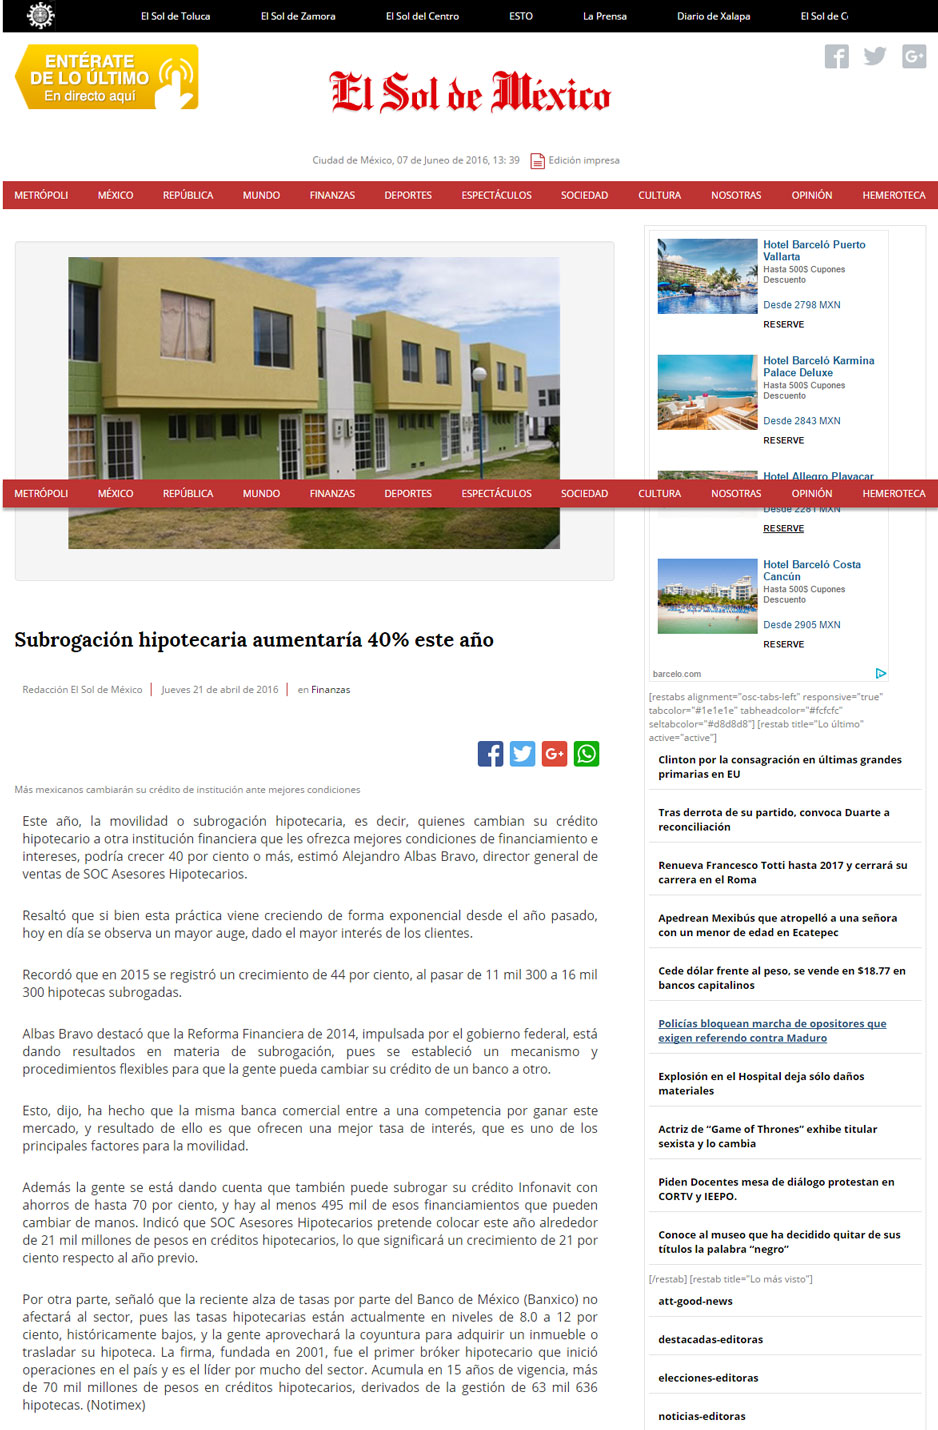 El Sol de Toluca
El Sol de Zamora
El Sol del Centro
ESTO
La Prensa
Diario de Xalapa
El Sol de C
ENTÉRATE
DE LO ÚLTIMO
En directo aquí
El Sol de México
Ciudad de México, 07 de Juneo de 2016, 13: 39
Edición impresa
METRÓPOLI MÉXICO REPÚBLICA MUNDO FINANZAS DEPORTES ESPECTÁCULOS SOCIEDAD CULTURA NOSOTRAS OPINIÓN HEMEROTECA
METRÓPOLI MÉXICO REPÚBLICA MUNDO FINANZAS DEPORTES ESPECTÁCULOS SOCIEDAD CULTURA NOSOTRAS OPINIÓN HEMEROTECA
Subrogación hipotecaria aumentaría 40% este año
Redacción El Sol de México | Jueves 21 de abril de 2016 | en Finanzas
Más mexicanos cambiarán su crédito de institución ante mejores condiciones
Este año, la movilidad o subrogación hipotecaria, es decir, quienes cambian su crédito
hipotecario a otra institución financiera que les ofrezca mejores condiciones de financiamiento e
intereses, podría crecer 40 por ciento o más, estimó Alejandro Albas Bravo, director general de
ventas de SOC Asesores Hipotecarios.
Resaltó que si bien esta práctica viene creciendo de forma exponencial desde el año pasado,
hoy en día se observa un mayor auge, dado el mayor interés de los clientes.
Recordó que en 2015 se registró un crecimiento de 44 por ciento, al pasar de 11 mil 300 a 16 mil
300 hipotecas subrogadas.
Albas Bravo destacó que la Reforma Financiera de 2014, impulsada por el gobierno federal, está
dando resultados en materia de subrogación, pues se estableció un mecanismo y
procedimientos flexibles para que la gente pueda cambiar su crédito de un banco a otro.
Esto, dijo, ha hecho que la misma banca comercial entre a una competencia por ganar este
mercado, y resultado de ello es que ofrecen una mejor tasa de interés, que es uno de los
principales factores para la movilidad.
Además la gente se está dando cuenta que también puede subrogar su crédito Infonavit con
ahorros de hasta 70 por ciento, y hay al menos 495 mil de esos financiamientos que pueden
cambiar de manos. Indicó que SOC Asesores Hipotecarios pretende colocar este año alrededor
de 21 mil millones de pesos en créditos hipotecarios, lo que significará un crecimiento de 21 por
ciento respecto al año previo.
Por otra parte, señaló que la reciente alza de tasas por parte del Banco de México (Banxico) no
afectará al sector, pues las tasas hipotecarias están actualmente en niveles de 8.0 a 12 por
ciento, históricamente bajos, y la gente aprovechará la coyuntura para adquirir un inmueble o
trasladar su hipoteca. La firma, fundada en 2001, fue el primer bróker hipotecario que inició
operaciones en el país y es el líder por mucho del sector. Acumula en 15 años de vigencia, más
de 70 mil millones de pesos en créditos hipotecarios, derivados de la gestión de 63 mil 636
hipotecas. (Notimex)
Hotel Barceló Puerto
Vallarta
Hasta 500$ Cupones
Descuento
Desde 2798 MXN
RESERVE
Hotel Barceló Karmina
Palace Deluxe
Hasta 500$ Cupones
Descuento
Desde 2843 MXN
RESERVE
Hotel Allegro Playacar
Desde 2281 MXN
RESERVE
Hotel Barceló Costa
Cancún
Hasta 500$ Cupones
Descuento
Desde 2905 MXN
RESERVE
barcelo.com
[restabs alignment="osc-tabs-left" responsive="true"
tabcolor="#1e1e1e" tabheadcolor="#fcfcfc"
seltabcolor="#d8d8d8"] [restab title="Lo último"
active="active"]
Clinton por la consagración en últimas grandes
primarias en EU
Tras derrota de su partido, convoca Duarte a
reconciliación
Renueva Francesco Totti hasta 2017 y cerrará su
carrera en el Roma
Apedrean Mexibús que atropelló a una señora
con un menor de edad en Ecatepec
Cede dólar frente al peso, se vende en $18.77 en
bancos capitalinos
Policías bloquean marcha de opositores que
exigen referendo contra Maduro
Explosión en el Hospital deja sólo daños
materiales
Actriz de “Game of Thrones” exhibe titular
sexista y lo cambia
Piden Docentes mesa de diálogo protestan en
CORTV y IEEPO.
Conoce al museo que ha decidido quitar de sus
títulos la palabra “negro”
[/restab] [restab title="Lo más visto"]
att-good-news
destacadas-editoras
elecciones-editoras
noticias-editoras